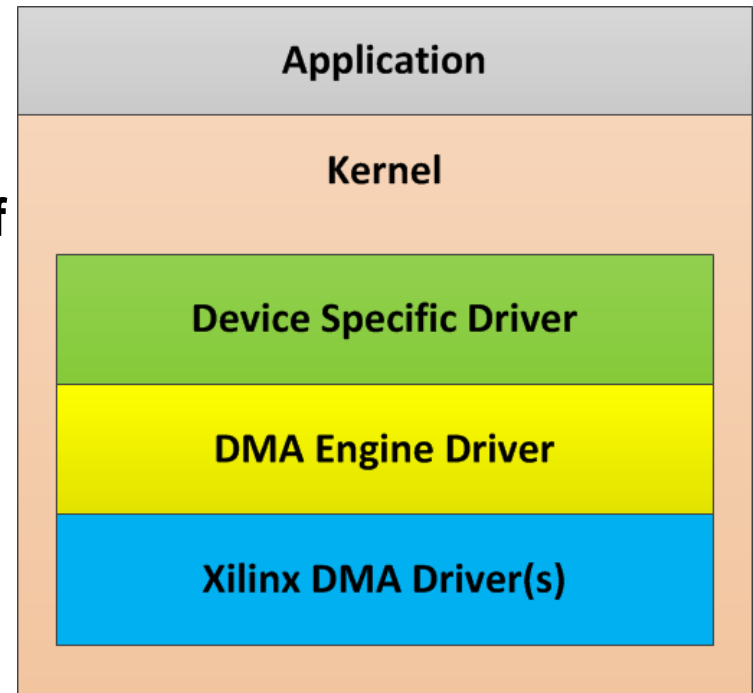 Application
Kernel
f
Device Specific Driver
DMA Engine Driver
Xilinx DMA Driver(s)